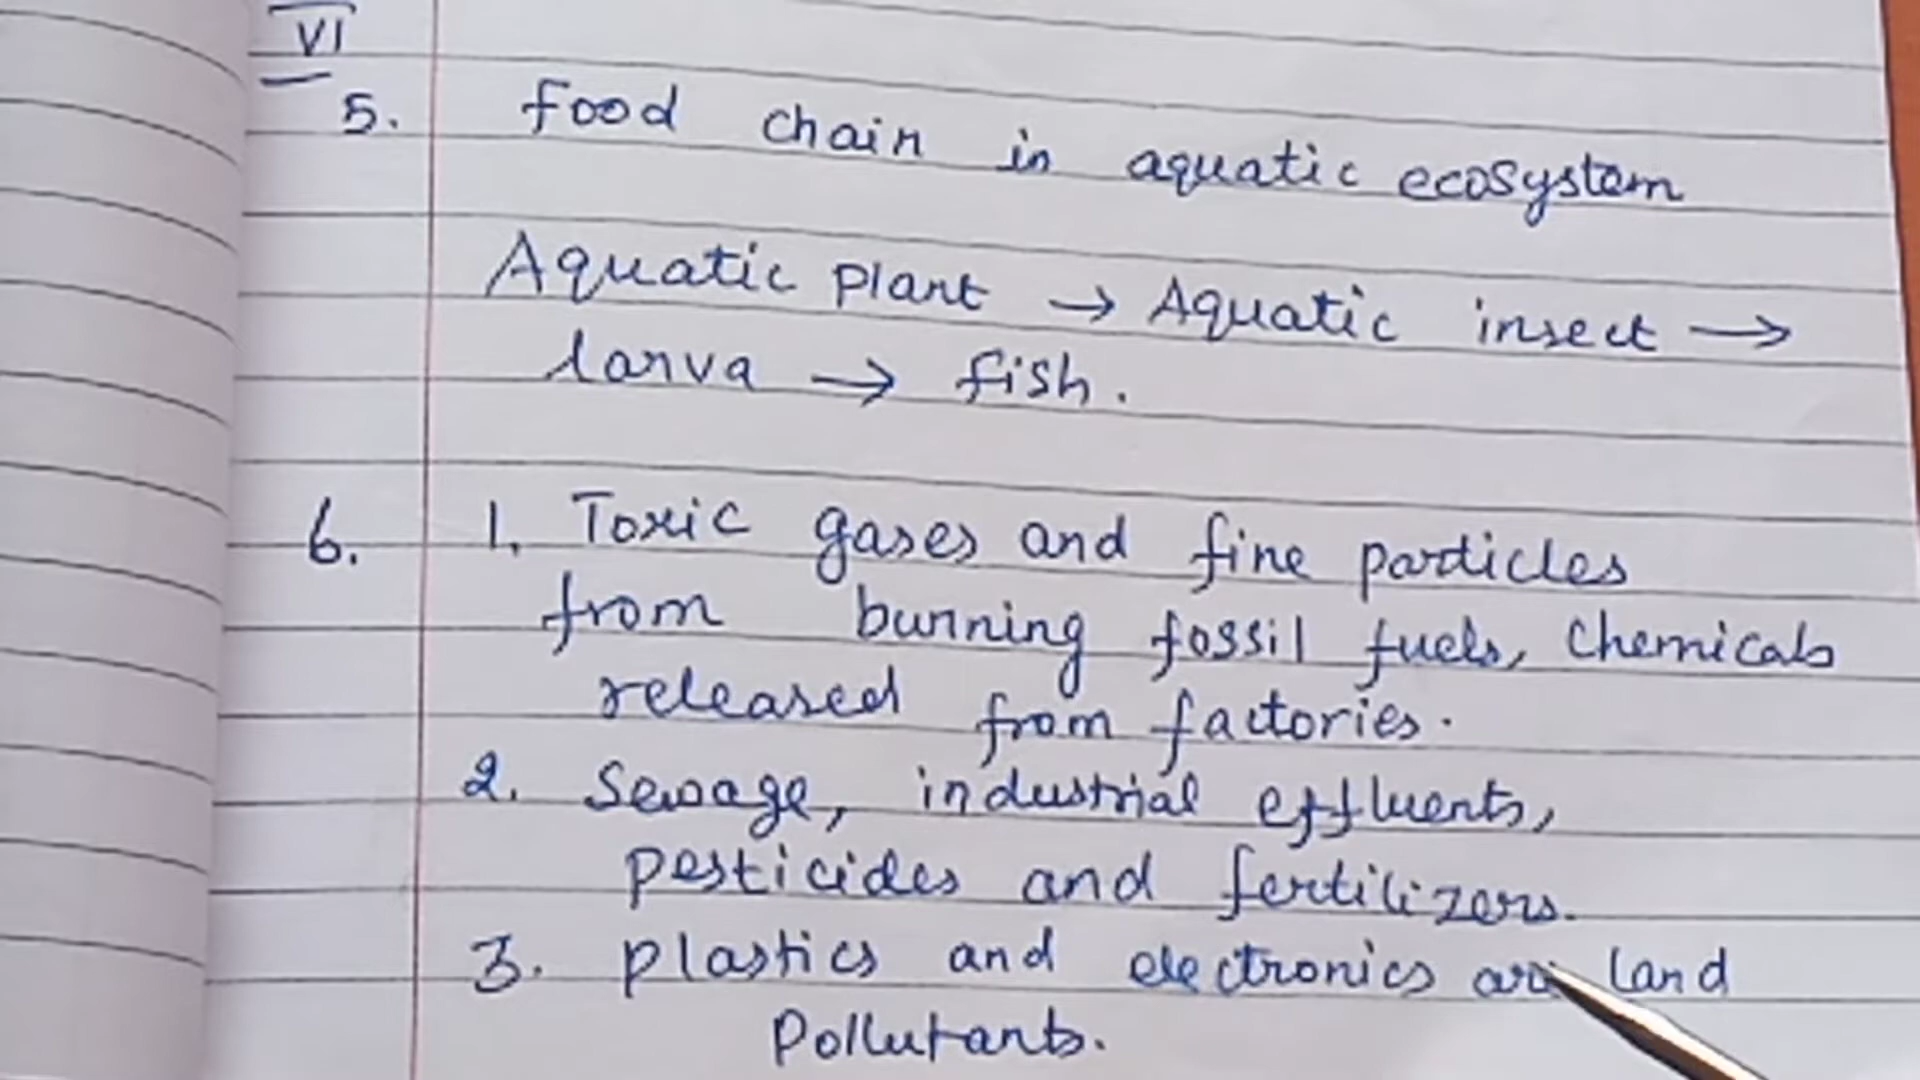 VI
5. Food chain in aquatic ecosystem
Aquatic plant → Aquatic insect →
larva → fish.
6. 1. Toxic gases and fine particles
from burning fossil fuels, Chemicals
released from factories.
2. Sewage, industrial effluents,
pesticides and fertilizers.
3. Plastics and electronics are land
Pollutants.